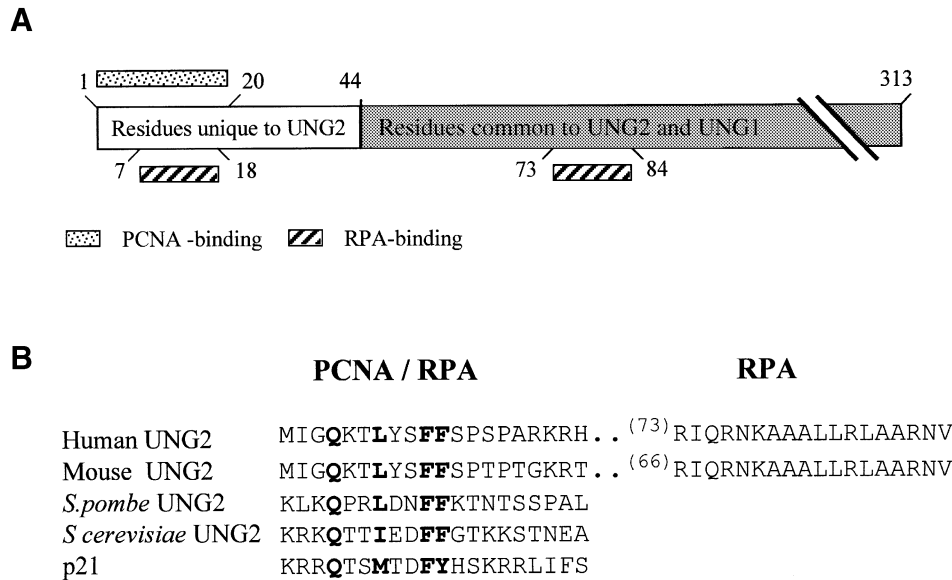 A
1 20 44 313
Residues unique to UNG2 Residues common to UNG2 and UNG1
7 18 73 84
PCNA -binding RPA-binding
B
PCNA / RPA RPA
Human UNG2 MIGQKTLYSFFSPSPARKRH..(73)RIQRNKAAALLRLAARNV
Mouse UNG2 MIGQKTLYSFFSPTPTGKRT..(66)RIQRNKAAALLRLAARNV
S.pombe UNG2 KLKQPRLDNFFKTNTSSPAL
S cerevisiae UNG2 KRKQTTIEDFFGTKKSTNEA
p21 KRRQTSMTDFYHSKRRLIFS